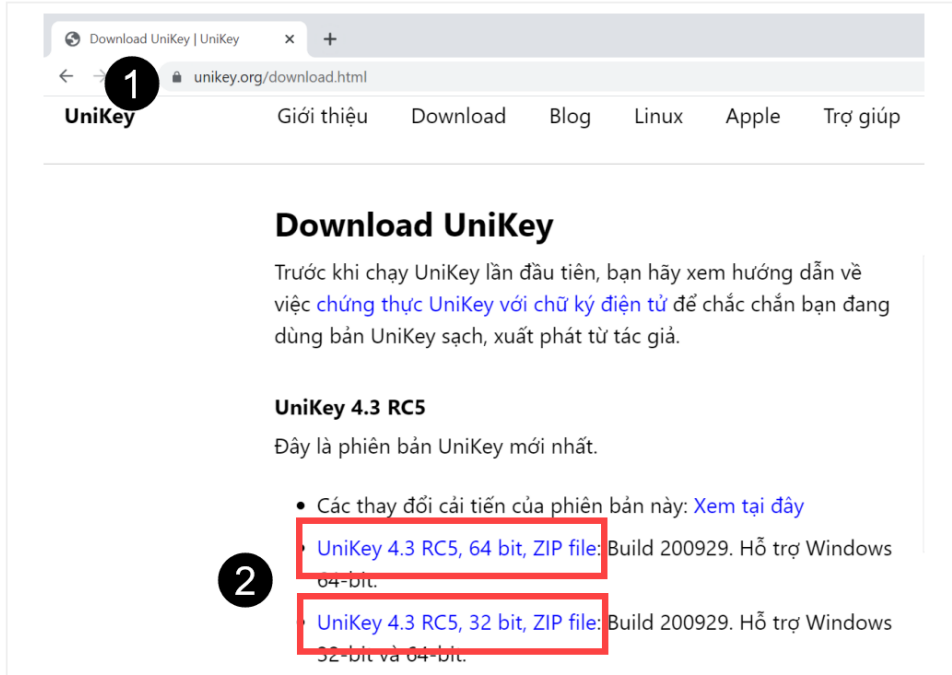 Download UniKey | UniKey
1
unikey.org/download.html
UniKey Giới thiệu Download Blog Linux Apple Trợ giúp
Download UniKey
Trước khi chạy UniKey lần đầu tiên, bạn hãy xem hướng dẫn về
việc chứng thực UniKey với chữ ký điện tử để chắc chắn bạn đang
dùng bản UniKey sạch, xuất phát từ tác giả.
UniKey 4.3 RC5
Đây là phiên bản UniKey mới nhất.
• Các thay đổi cải tiến của phiên bản này: Xem tại đây
• UniKey 4.3 RC5, 64 bit, ZIP file: Build 200929. Hỗ trợ Windows
2
64-bit.
• UniKey 4.3 RC5, 32 bit, ZIP file: Build 200929. Hỗ trợ Windows
32-bit và 64-bit.